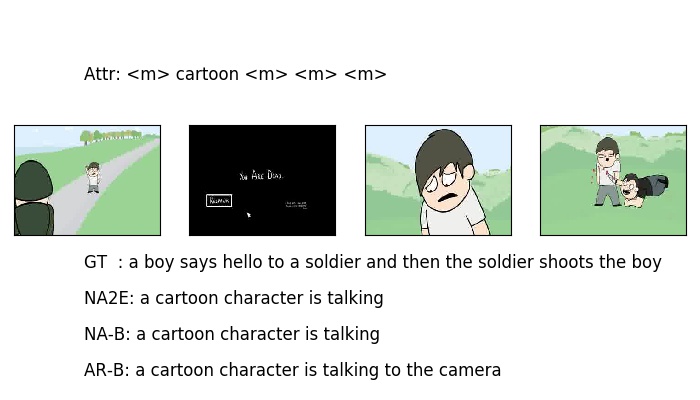 Attr: <m> cartoon <m> <m> <m>
You Are Dead.
GT : a boy says hello to a soldier and then the soldier shoots the boy
NA2E: a cartoon character is talking
NA-B: a cartoon character is talking
AR-B: a cartoon character is talking to the camera